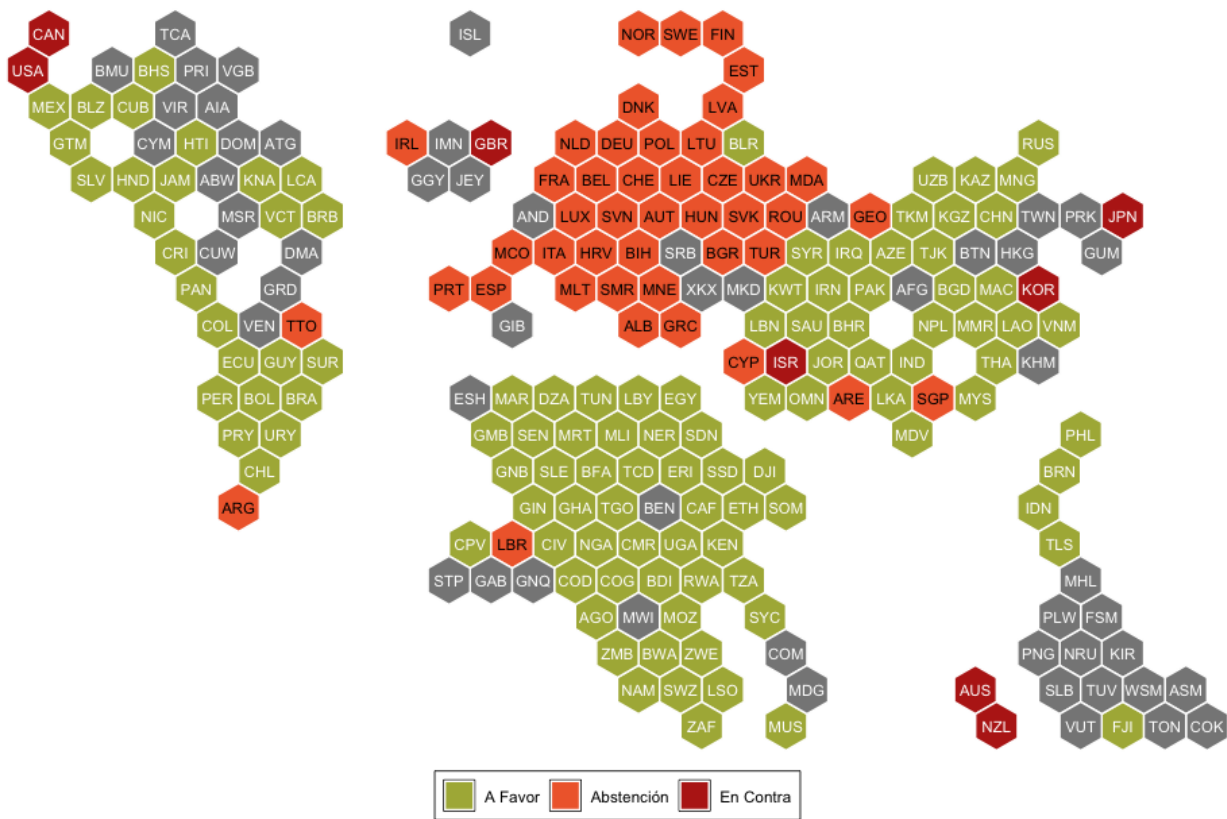 CAN TCA ISL NOR SWE FIN
USA BMU BHS PRI VGB EST
MEX BLZ CUB VIR AIA DNK LVA
GTM CYM HTI DOM ATG IRL IMN GBR NLD DEU POL LTU BLR RUS
SLV HND JAM ABW KNA LCA GGY JEY FRA BEL CHE LIE CZE UKR MDA UZB KAZ MNG
NIC MSR VCT BRB AND LUX SVN AUT HUN SVK ROU ARM GEO TKM KGZ CHN TWN PRK JPN
CRI CUW DMA MCO ITA HRV BIH SRB BGR TUR SYR IRQ AZE TJK BTN HKG GUM
PAN GRD PRT ESP MLT SMR MNE XKX MKD KWT IRN PAK AFG BGD MAC KOR
COL VEN TTO GIB ALB GRC LBN SAU BHR NPL MMR LAO VNM
ECU GUY SUR CYP ISR JOR QAT IND THA KHM
PER BOL BRA ESH MAR DZA TUN LBY EGY YEM OMN ARE LKA SGP MYS
PRY URY GMB SEN MRT MLI NER SDN MDV PHL
CHL GNB SLE BFA TCD ERI SSD DJI BRN
ARG GIN GHA TGO BEN CAF ETH SOM IDN
CPV LBR CIV NGA CMR UGA KEN TLS
STP GAB GNQ COD COG BDI RWA TZA MHL
AGO MWI MOZ SYC PLW FSM
ZMB BWA ZWE COM PNG NRU KIR
NAM SWZ LSO MDG AUS SLB TUV WSM ASM
ZAF MUS NZL VUT FJI TON COK
A Favor Abstención En Contra